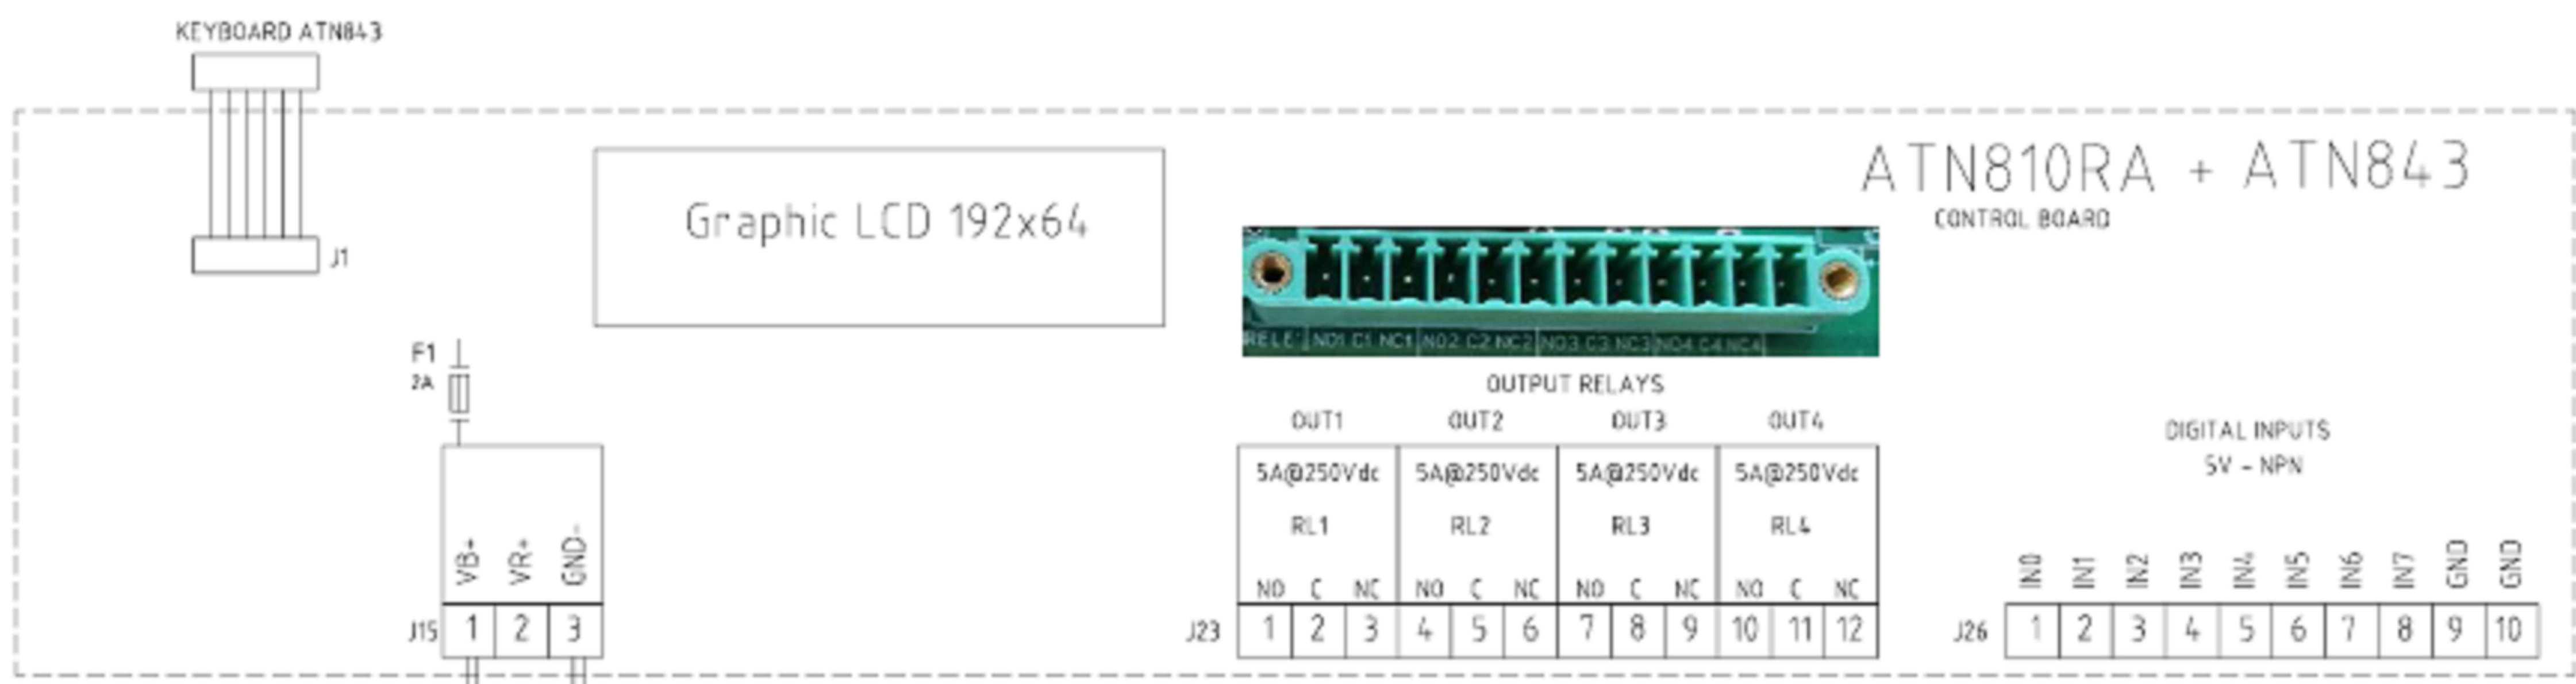 KEYBOARD ATN843
J1
Graphic LCD 192x64
ATN810RA + ATN843
CONTROL BOARD
RELE' NO1 C1 NC1 NO2 C2 NC2 NO3 C3 NC3 NO4 C4 NC4
F1
2A
OUTPUT RELAYS
OUT1 OUT2 OUT3 OUT4
5A@250Vdc 5A@250Vdc 5A@250Vdc 5A@250Vdc
RL1 RL2 RL3 RL4
NO C NC NO C NC NO C NC NO C NC
DIGITAL INPUTS
5V - NPN
VB+ VR+ GND-
IN0 IN1 IN2 IN3 IN4 IN5 IN6 IN7 GND GND
J15 1 2 3
J23 1 2 3 4 5 6 7 8 9 10 11 12
J26 1 2 3 4 5 6 7 8 9 10